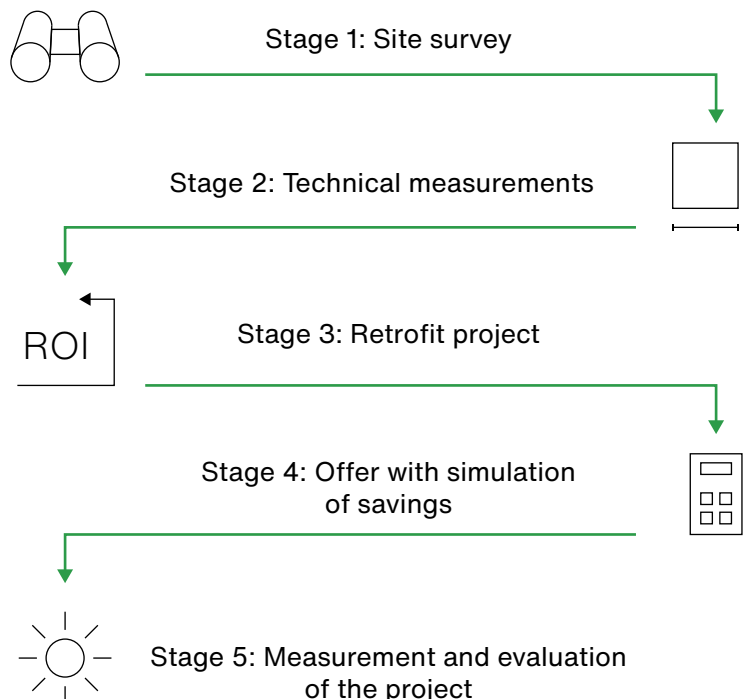 Stage 1: Site survey
Stage 2: Technical measurements
ROI
Stage 3: Retrofit project
Stage 4: Offer with simulation
of savings
Stage 5: Measurement and evaluation
of the project